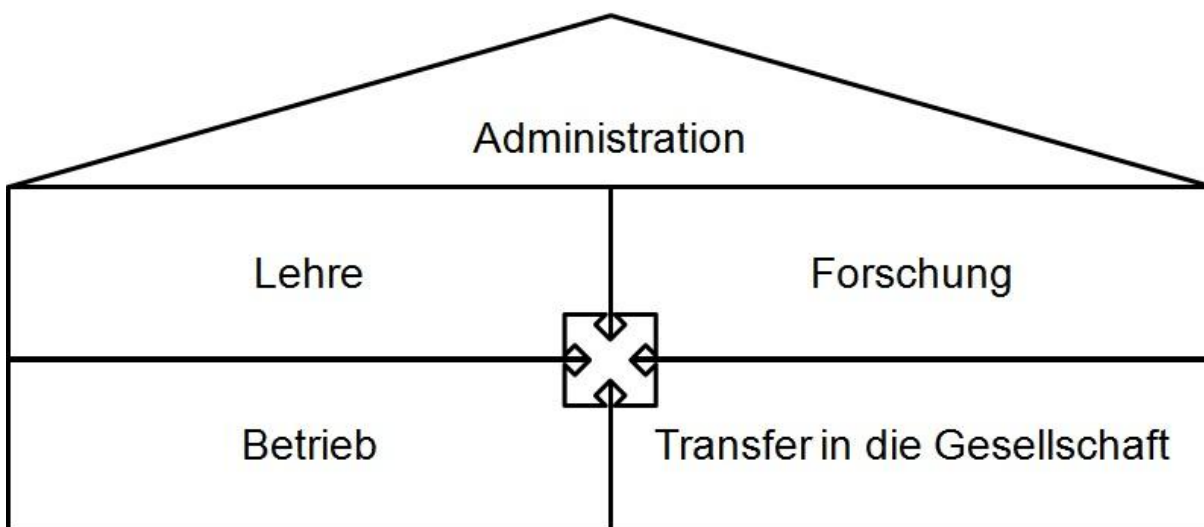 Administration
Lehre
Forschung
Betrieb
Transfer in die Gesellschaft